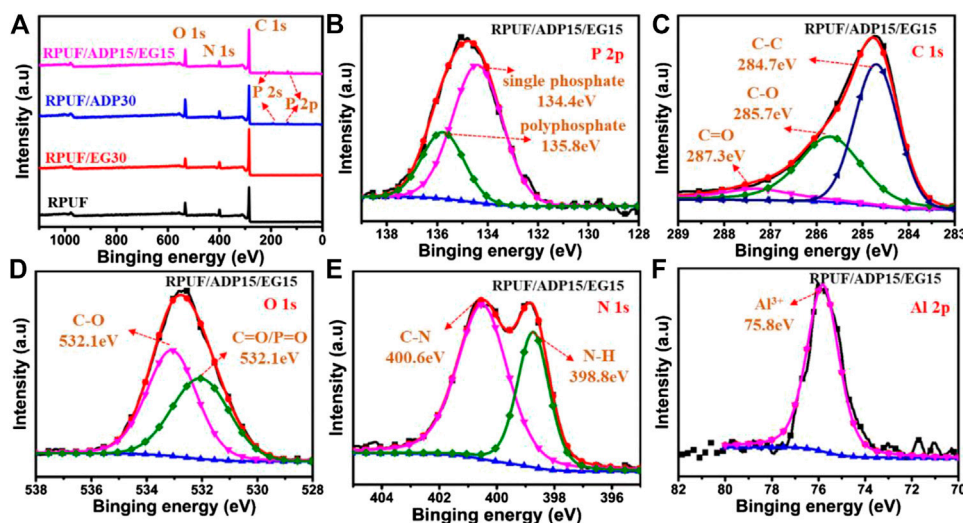 A
O 1s
N 1s
C 1s
RPUF/ADP15/EG15
P 2s
P 2p
RPUF/ADP30
RPUF/EG30
RPUF
Intensity (a.u)
1000 800 600 400 200 0
Binging energy (eV)
B
RPUF/ADP15/EG15
P 2p
single phosphate
134.4eV
polyphosphate
135.8eV
Intensity (a.u)
138 136 134 132 130 128
Binging energy (eV)
C
RPUF/ADP15/EG15
C 1s
C-C
284.7eV
C-O
285.7eV
C=O
287.3eV
Intensity (a.u)
289 288 287 286 285 284 283
Binging energy (eV)
D
RPUF/ADP15/EG15
O 1s
C-O
532.1eV
C=O/P=O
532.1eV
Intensity (a.u)
538 536 534 532 530 528
Binging energy (eV)
E
RPUF/ADP15/EG15
N 1s
C-N
400.6eV
N-H
398.8eV
Intensity (a.u)
404 402 400 398 396
Binging energy (eV)
F
RPUF/ADP15/EG15
Al 2p
Al³⁺
75.8eV
Intensity (a.u)
82 80 78 76 74 72 70
Binging energy (eV)